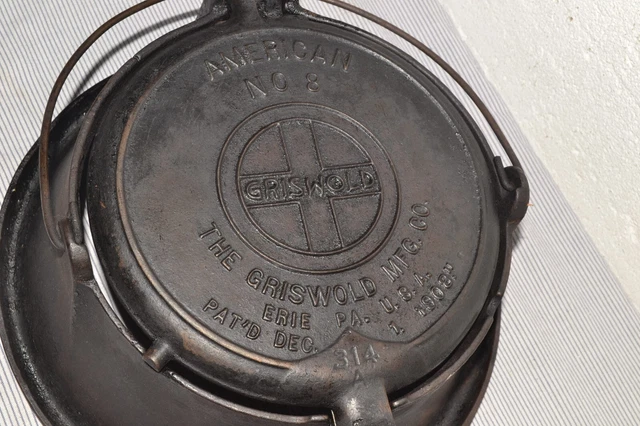 AMERICAN
NO 8
GRISWOLD
THE GRISWOLD MFG. CO.
ERIE PA. U.S.A.
PAT'D DEC. 1. 1908"
314
A